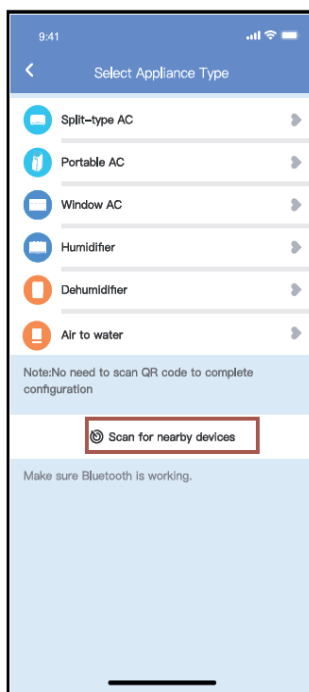 9:41
Select Appliance Type
Split-type AC
Portable AC
Window AC
Humidifier
Dehumidifier
Air to water
Note:No need to scan QR code to complete
configuration
Scan for nearby devices
Make sure Bluetooth is working.